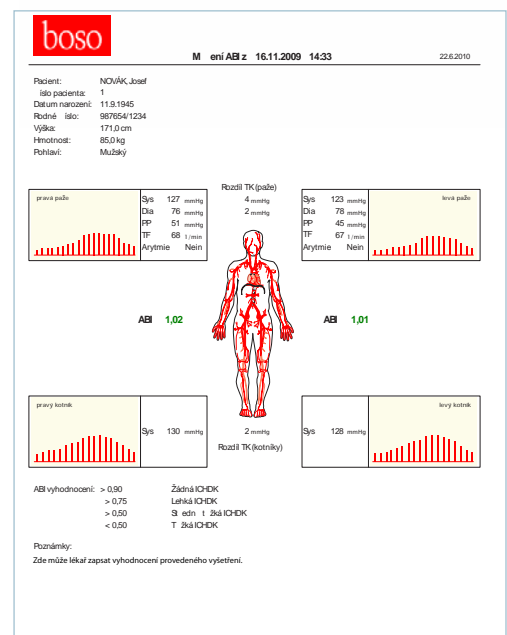 boso
M ení ABI z 16.11.2009 14:33
22.6.2010
Pacient: NOVÁK, Josef
íslo pacienta: 1
Datum narození: 11.9.1945
Rodné íslo: 987654/1234
Výška: 171,0 cm
Hmotnost: 85,0 kg
Pohlaví: Mužský
pravá paže
Sys 127 mmHg
Dia 76 mmHg
PP 51 mmHg
TF 68 1/min
Arytmie Nein
Rozdíl TK (paže)
4 mmHg
2 mmHg
Sys 123 mmHg
Dia 78 mmHg
PP 45 mmHg
TF 67 1/min
Arytmie Nein
levá paže
ABI 1,02
ABI 1,01
pravý kotník
Sys 130 mmHg
2 mmHg
Rozdíl TK (kotníky)
Sys 128 mmHg
levý kotník
ABI vyhodnocení: > 0,90 Žádná ICHDK
> 0,75 Lehká ICHDK
> 0,50 St edn t žká ICHDK
< 0,50 T žká ICHDK
Poznámky:
Zde může lékař zapsat vyhodnocení provedeného vyšetření.